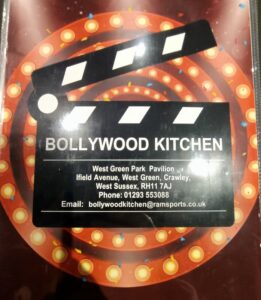 BOLLYWOOD KITCHEN
West Green Park Pavilion
Ifield Avenue, West Green, Crawley,
West Sussex, RH11 7AJ
Phone: 01293 553088
Email: bollywoodkitchen@ramsports.co.uk